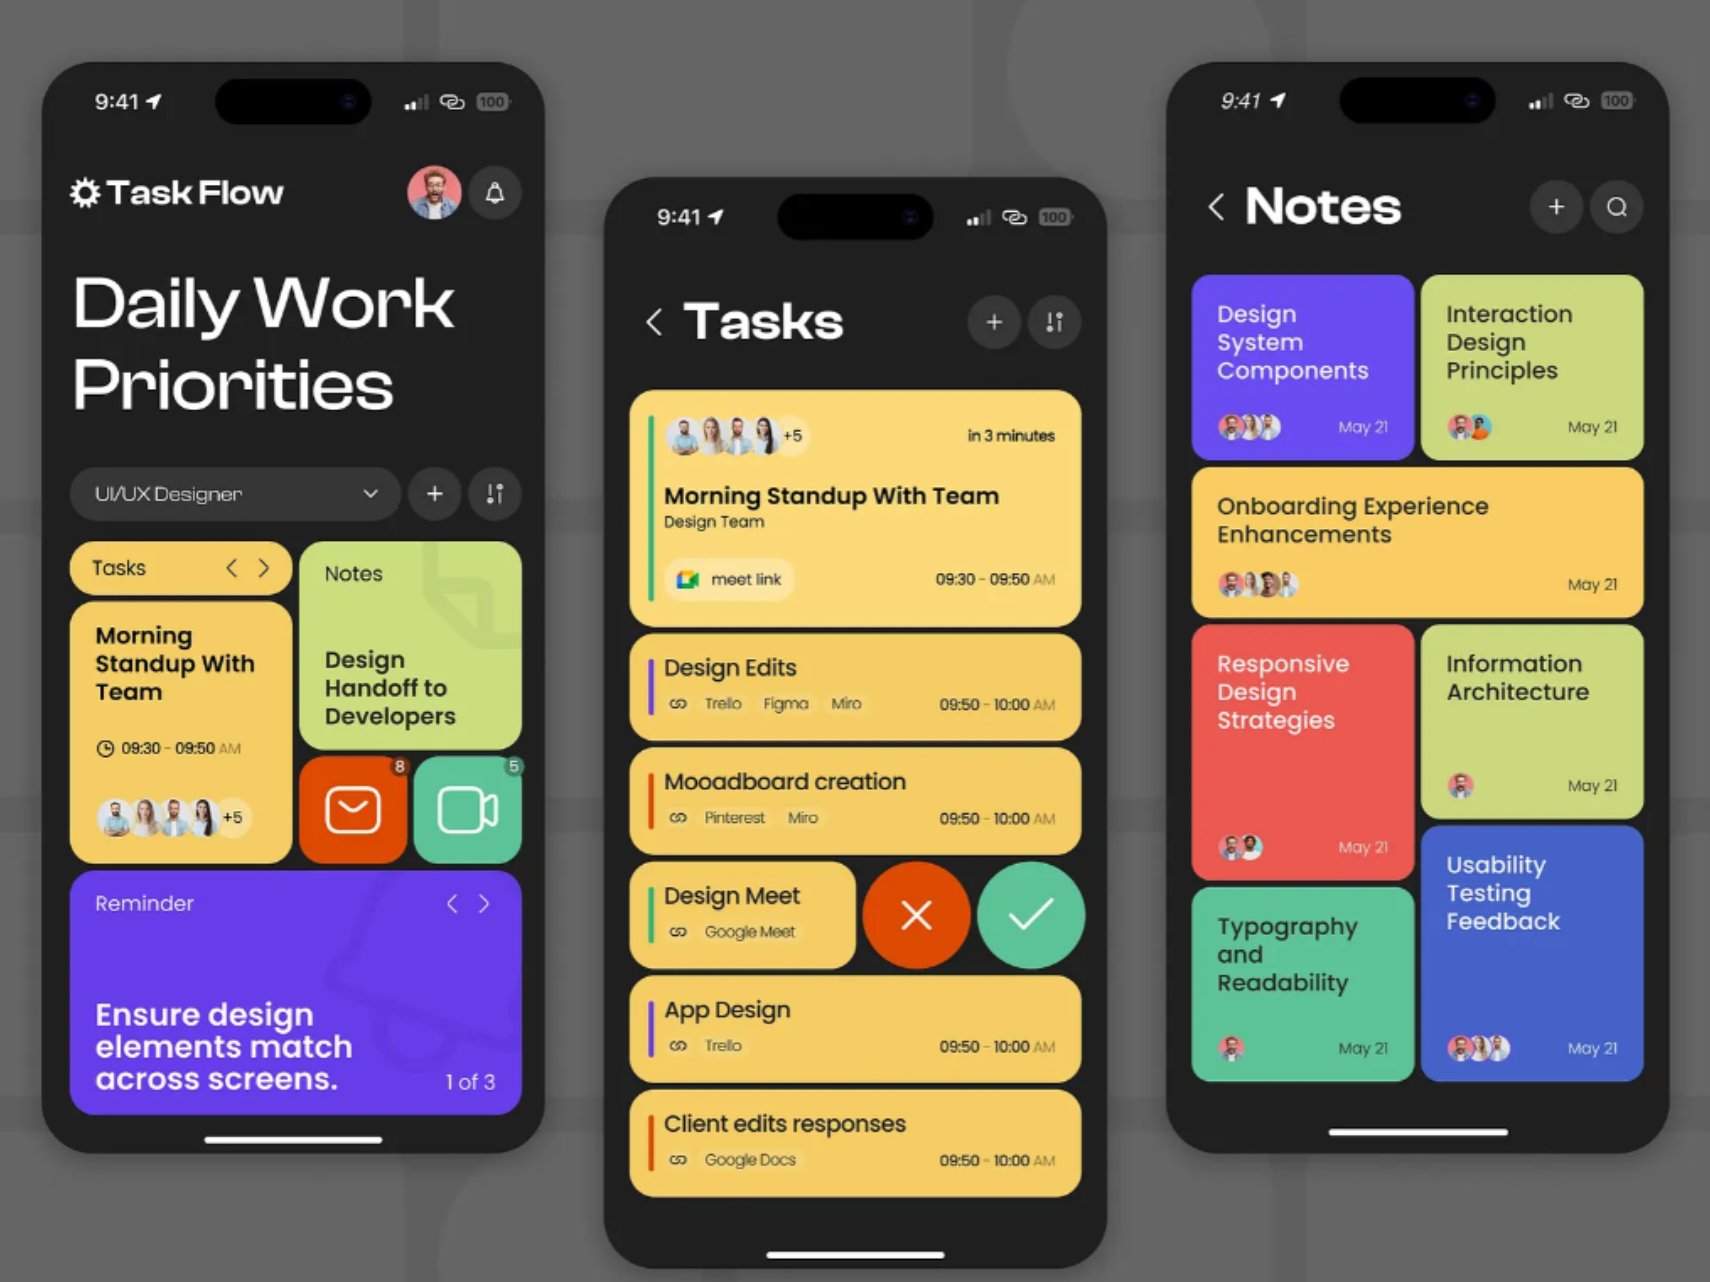 9:41
100
Task Flow
Daily Work
Priorities
UI/UX Designer
Tasks
Morning
Standup With
Team
09:30 - 09:50 AM
+5
Notes
Design
Handoff to
Developers
8
5
Reminder
Ensure design
elements match
across screens.
1 of 3
9:41
100
Tasks
+5
in 3 minutes
Morning Standup With Team
Design Team
meet link
09:30 - 09:50 AM
Design Edits
Trello Figma Miro
09:50 - 10:00 AM
Mooadboard creation
Pinterest Miro
09:50 - 10:00 AM
Design Meet
Google Meet
App Design
Trello
09:50 - 10:00 AM
Client edits responses
Google Docs
09:50 - 10:00 AM
9:41
100
Notes
Design
System
Components
May 21
Interaction
Design
Principles
May 21
Onboarding Experience
Enhancements
May 21
Responsive
Design
Strategies
May 21
Information
Architecture
May 21
Typography
and
Readability
May 21
Usability
Testing
Feedback
May 21